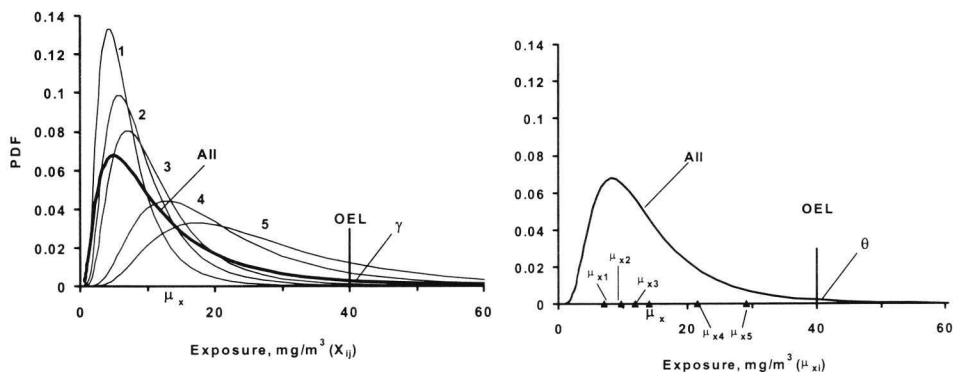 0.14
0.12
0.1
0.08
0.06
0.04
0.02
0
PDF
1
2
3
All
4
5
OEL
γ
0
μx
20
40
60
Exposure, mg/m³ (Xij)
0.14
0.12
0.1
0.08
0.06
0.04
0.02
0
All
OEL
θ
μx1
μx2
μx3
μx
μx4
μx5
0
20
40
60
Exposure, mg/m³ (μxi)